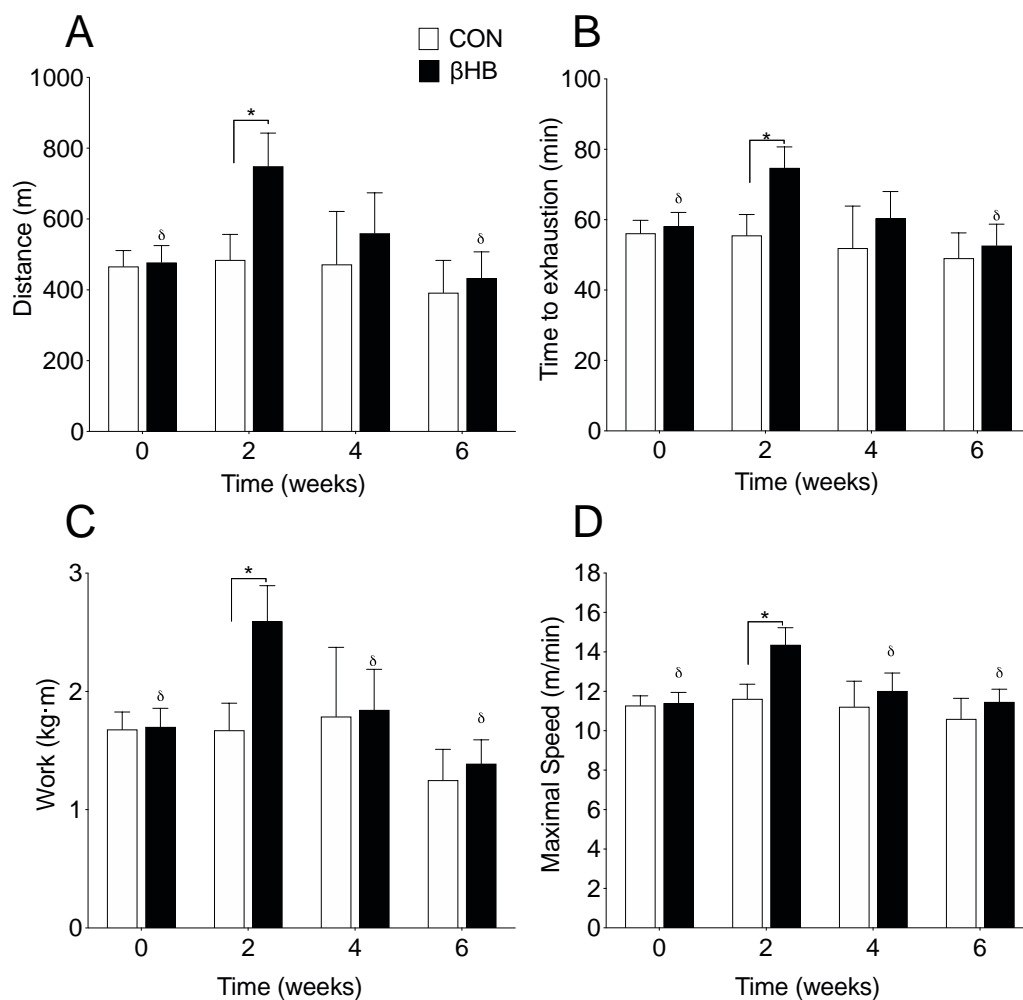 A
CON
βHB
1000
800
600
400
200
0
Distance (m)
*
δ
δ
0 2 4 6
Time (weeks)
B
100
80
60
40
20
0
Time to exhaustion (min)
*
δ
δ
0 2 4 6
Time (weeks)
C
3
2
1
0
Work (kg·m)
*
δ
δ
δ
0 2 4 6
Time (weeks)
D
18
16
14
12
10
8
6
4
2
0
Maximal Speed (m/min)
*
δ
δ
δ
0 2 4 6
Time (weeks)